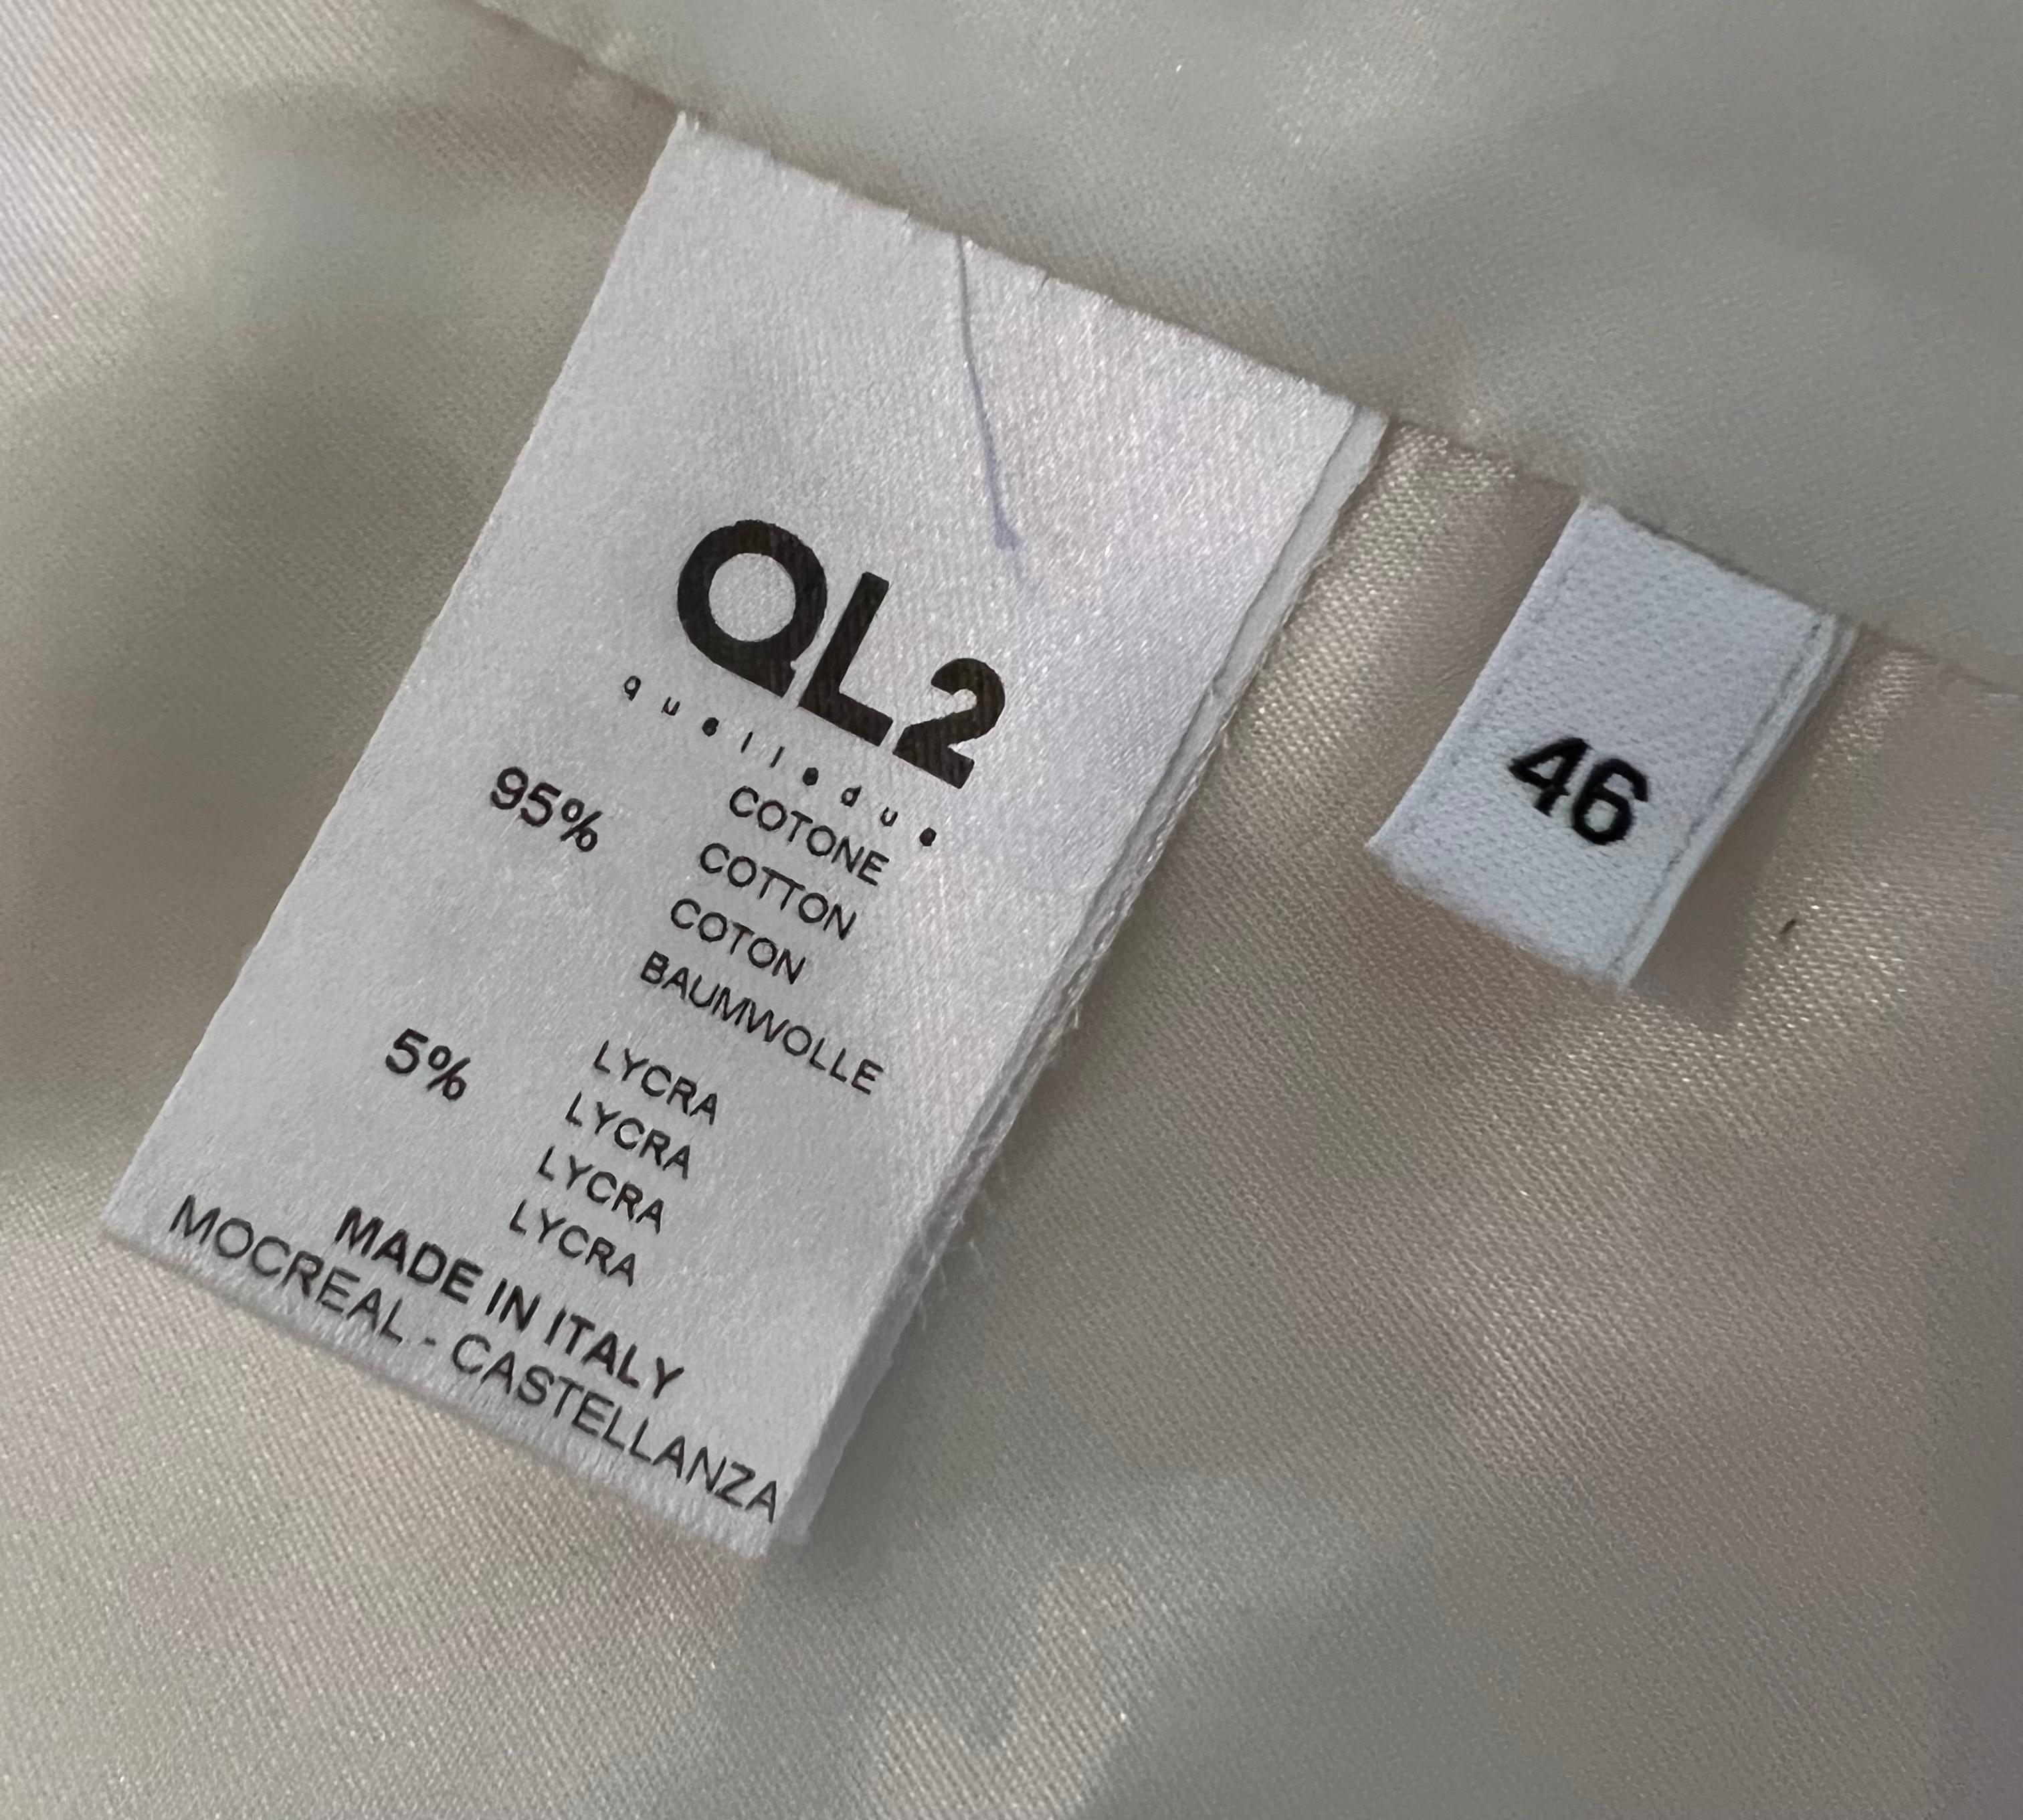 QL2
quelledue
95%
COTONE
COTTON
COTON
BAUMWOLLE
5%
LYCRA
LYCRA
LYCRA
LYCRA
MADE IN ITALY
MOCREAL - CASTELLANZA
46